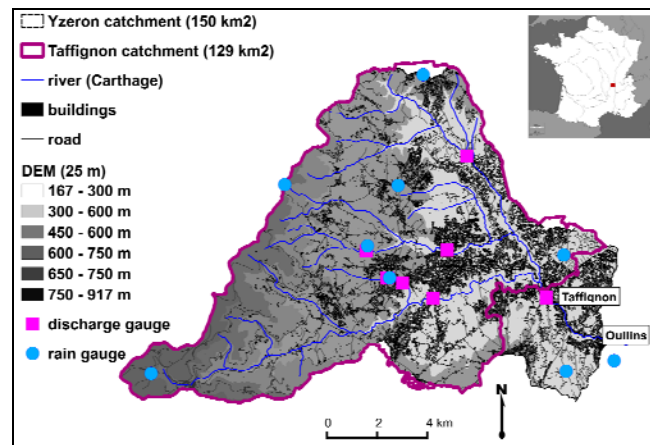 Yzeron catchment (150 km2)
Taffignon catchment (129 km2)
river (Carthage)
buildings
road
DEM (25 m)
167 - 300 m
300 - 600 m
450 - 600 m
600 - 750 m
650 - 750 m
750 - 917 m
discharge gauge
rain gauge
Taffignon
Oullins
N
0 2 4 km